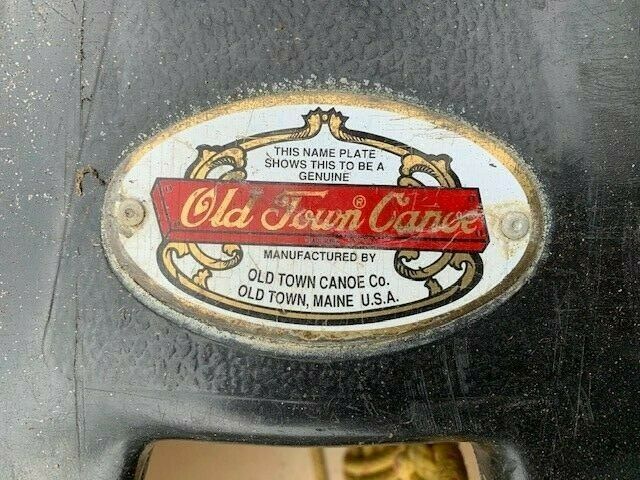 THIS NAME PLATE
SHOWS THIS TO BE A
GENUINE
Old Town® Canoe
MANUFACTURED BY
OLD TOWN CANOE Co.
OLD TOWN, MAINE U.S.A.